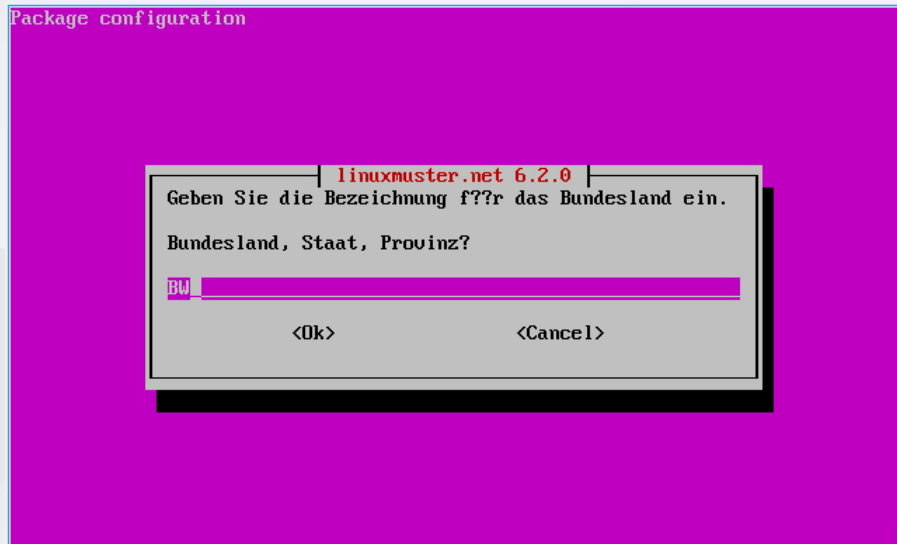 Package configuration
linuxmuster.net 6.2.0
Geben Sie die Bezeichnung f??r das Bundesland ein.
Bundesland, Staat, Provinz?
BW
<Ok> <Cancel>